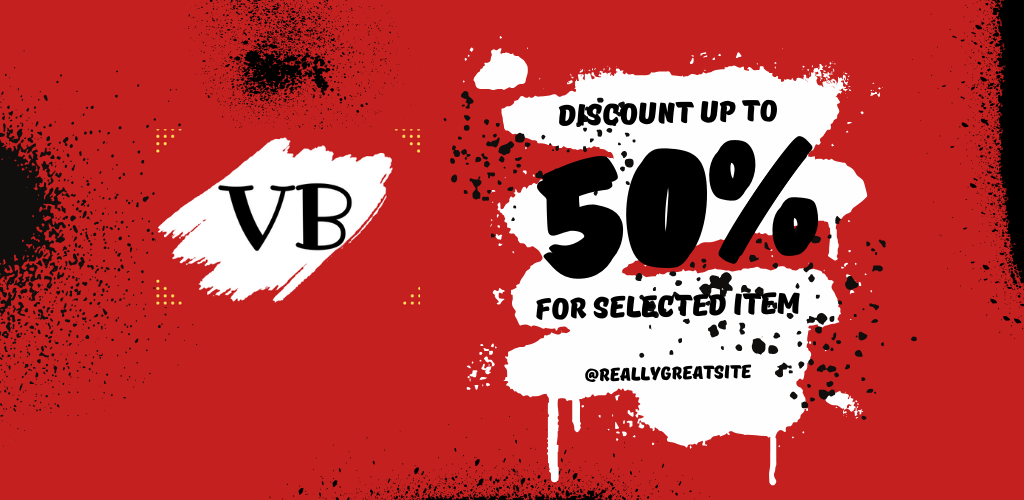 VB
DISCOUNT UP TO
50%
FOR SELECTED ITEM
@REALLYGREATSITE